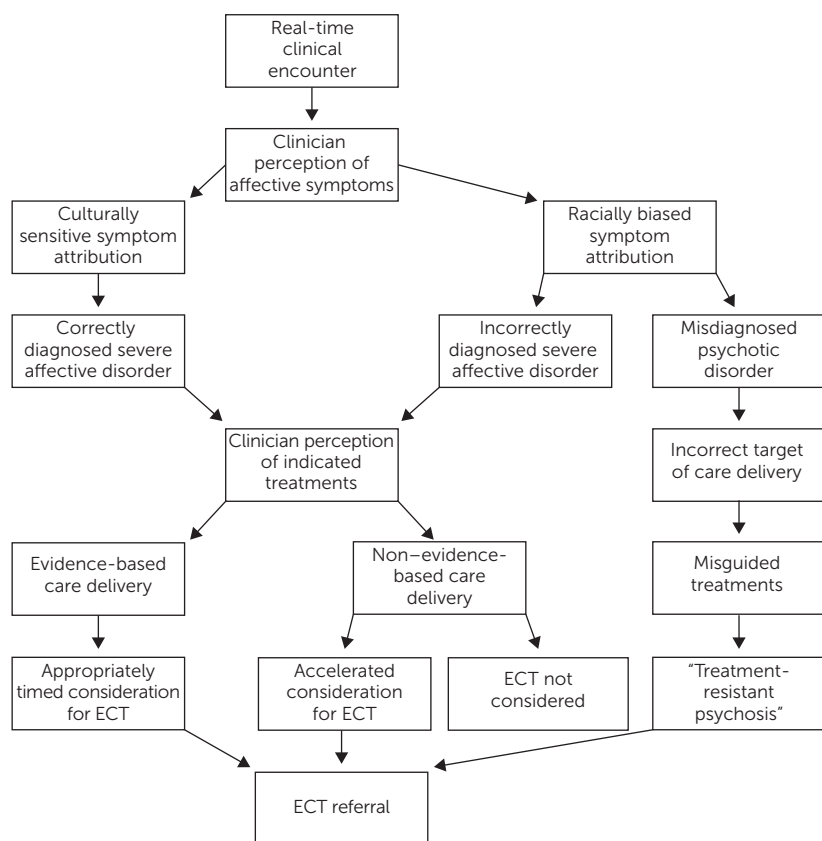 Real-time
clinical
encounter
Clinician
perception of
affective symptoms
Culturally
sensitive symptom
attribution
Racially biased
symptom
attribution
Correctly
diagnosed severe
affective disorder
Incorrectly
diagnosed severe
affective disorder
Misdiagnosed
psychotic
disorder
Clinician perception
of indicated
treatments
Incorrect target
of care delivery
Evidence-based
care delivery
Non–evidence-
based care
delivery
Misguided
treatments
Appropriately
timed consideration
for ECT
Accelerated
consideration
for ECT
ECT not
considered
“Treatment-
resistant
psychosis”
ECT referral